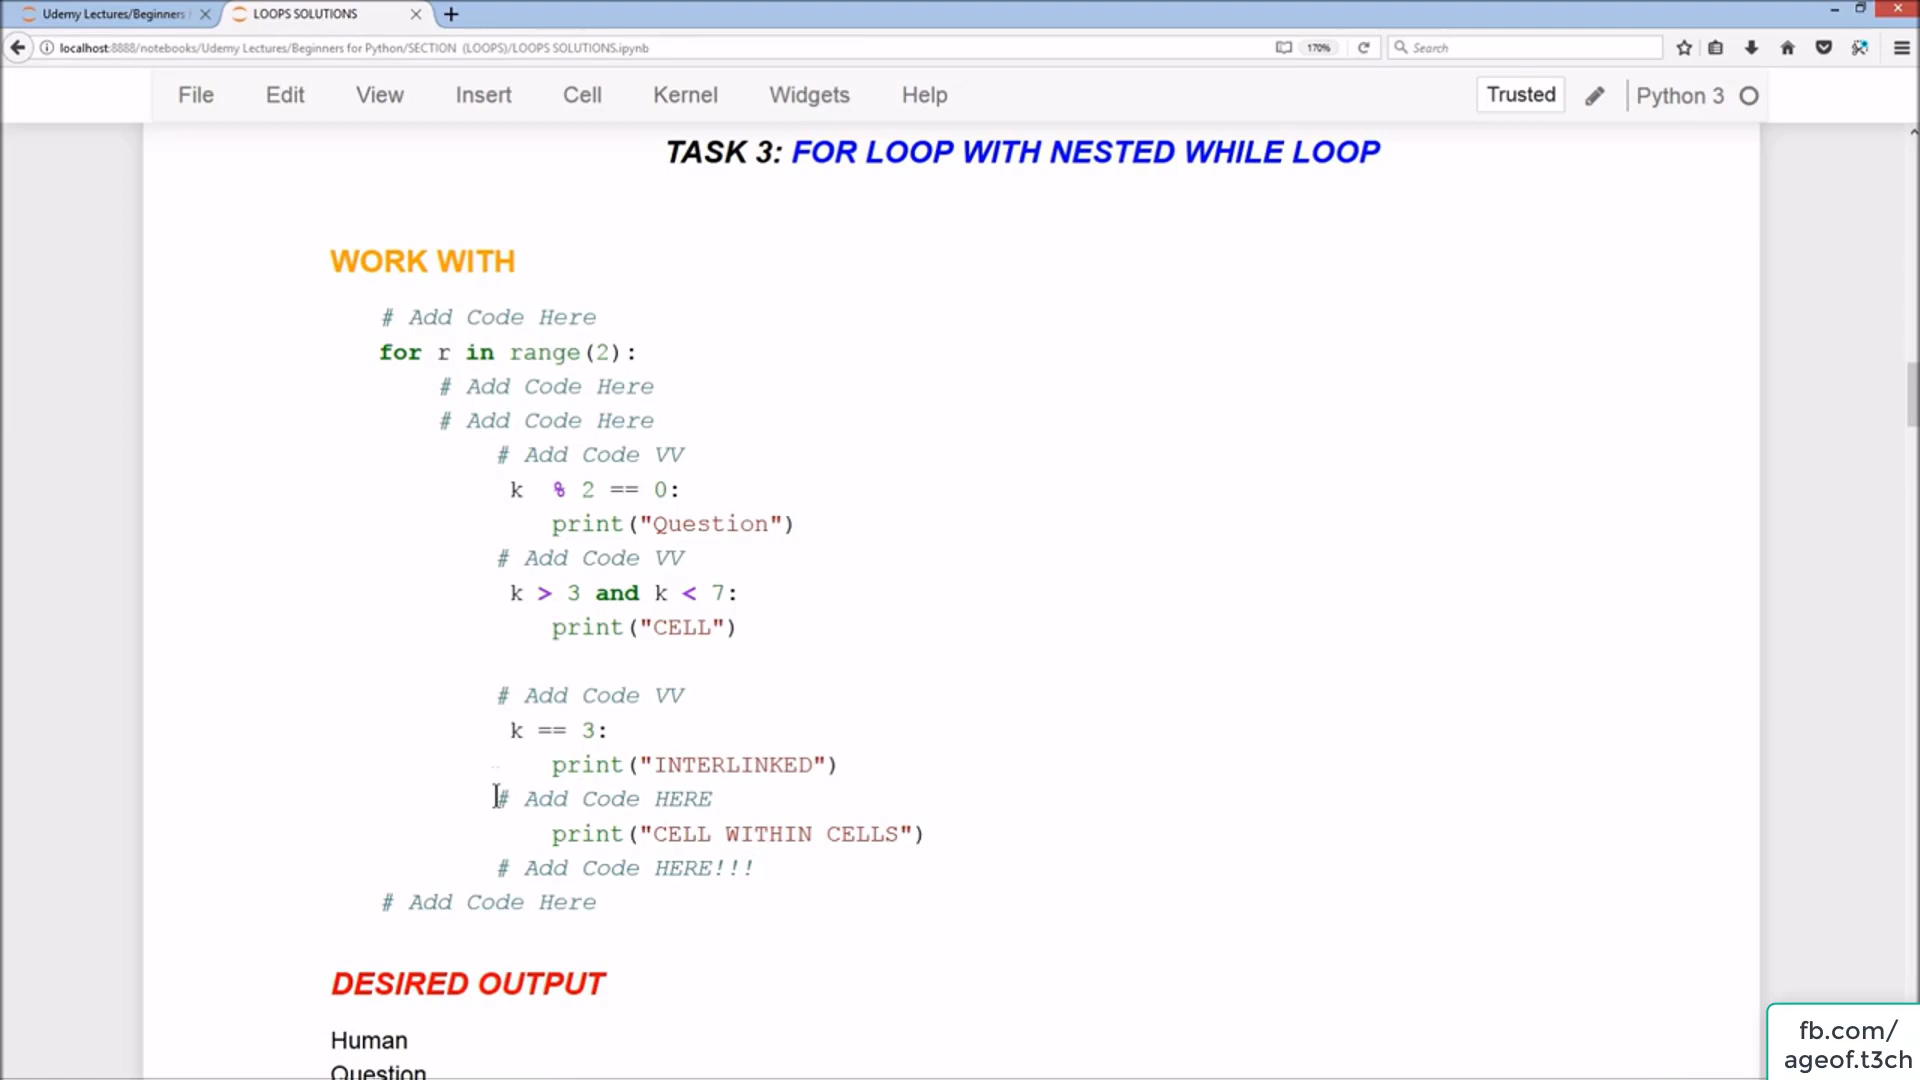 Udemy Lectures/Beginners
LOOPS SOLUTIONS
localhost:8888/notebooks/Udemy Lectures/Beginners for Python/SECTION (LOOPS)/LOOPS SOLUTIONS.ipynb
170%
Search
File Edit View Insert Cell Kernel Widgets Help
Trusted
Python 3
TASK 3: FOR LOOP WITH NESTED WHILE LOOP
WORK WITH
# Add Code Here
for r in range(2):
# Add Code Here
# Add Code Here
# Add Code VV
k % 2 == 0:
print("Question")
# Add Code VV
k > 3 and k < 7:
print("CELL")
# Add Code VV
k == 3:
print("INTERLINKED")
# Add Code HERE
print("CELL WITHIN CELLS")
# Add Code HERE!!!
# Add Code Here
DESIRED OUTPUT
Human
Question
fb.com/
ageof.t3ch